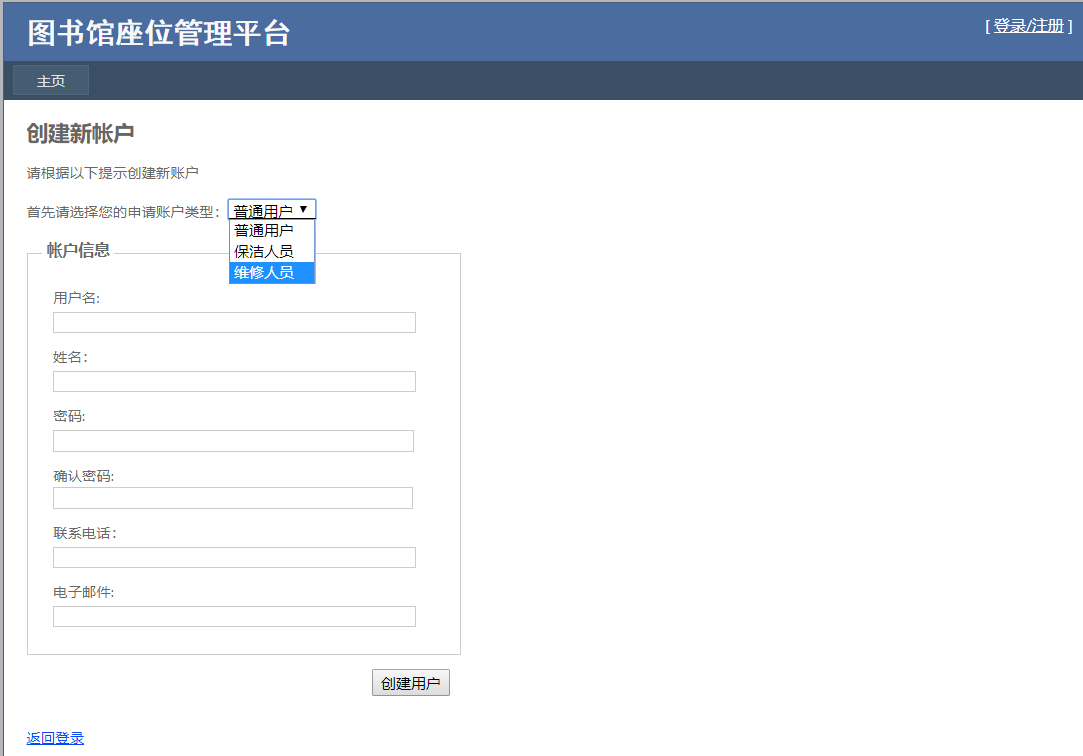 图书馆座位管理平台
[ 登录/注册 ]
主页
创建新帐户
请根据以下提示创建新账户
首先请选择您的申请账户类型：
普通用户
普通用户
保洁人员
维修人员
帐户信息
用户名:
姓名：
密码:
确认密码:
联系电话：
电子邮件:
创建用户
返回登录